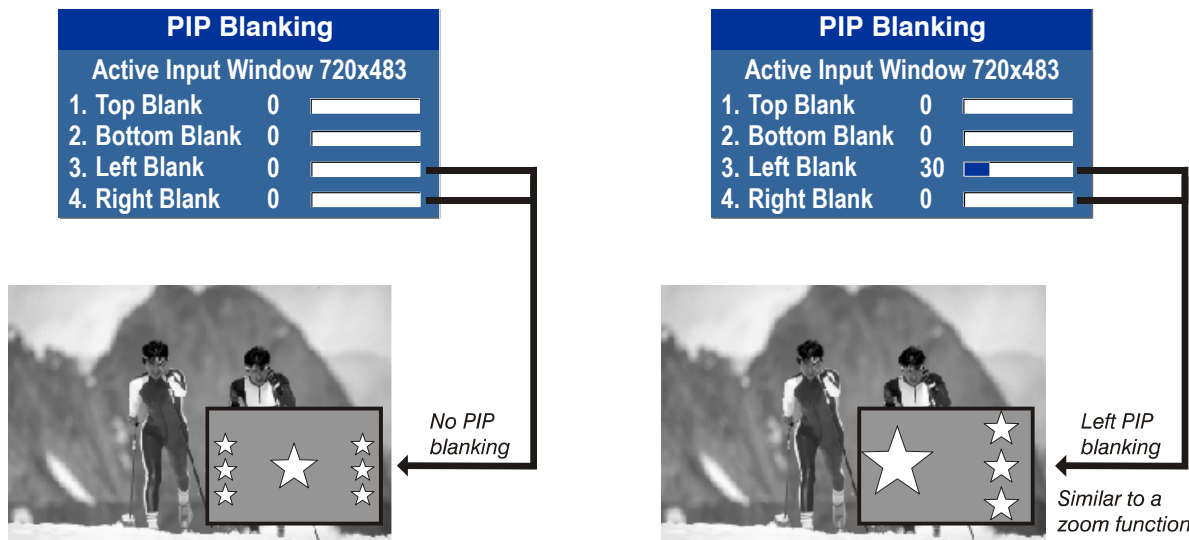 PIP Blanking
Active Input Window 720x483
1. Top Blank 0
2. Bottom Blank 0
3. Left Blank 0
4. Right Blank 0
No PIP
blanking
PIP Blanking
Active Input Window 720x483
1. Top Blank 0
2. Bottom Blank 0
3. Left Blank 30
4. Right Blank 0
Left PIP
blanking
Similar to a
zoom function